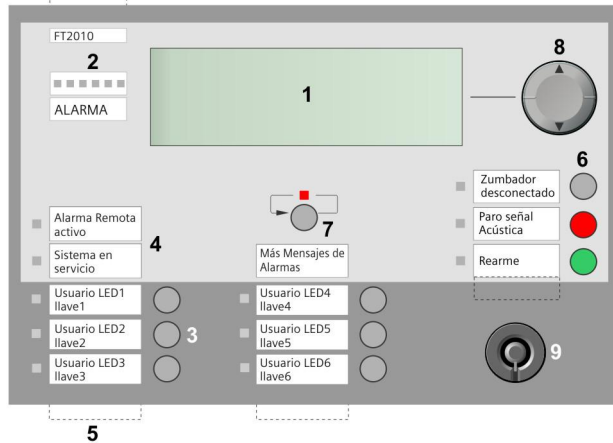 FT2010
2
ALARMA
1
8
6
Zumbador
desconectado
Paro señal
Acústica
Rearme
7
Más Mensajes de
Alarmas
Alarma Remota
activo
4
Sistema en
servicio
Usuario LED1
llave1
Usuario LED2
llave2
3
Usuario LED3
llave3
Usuario LED4
llave4
Usuario LED5
llave5
Usuario LED6
llave6
9
5